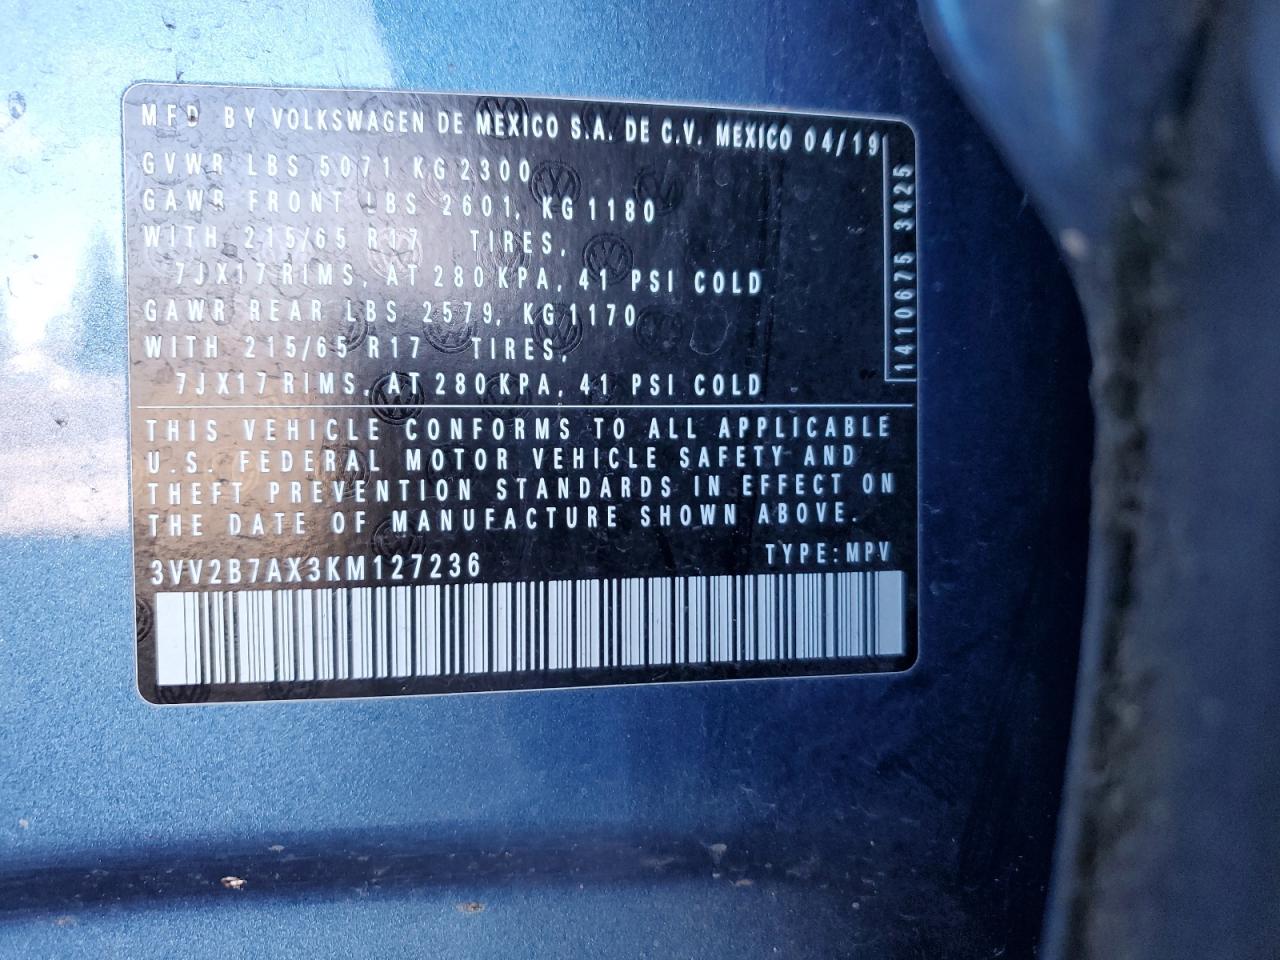 MFD BY VOLKSWAGEN DE MEXICO S.A. DE C.V. MEXICO 04/19
GVWR LBS 5071 KG 2300
GAWR FRONT LBS 2601, KG 1180
WITH 215/65 R17 TIRES,
7JX17 RIMS, AT 280 KPA, 41 PSI COLD
GAWR REAR LBS 2579, KG 1170
WITH 215/65 R17 TIRES,
7JX17 RIMS, AT 280 KPA, 41 PSI COLD
1410675 3425
THIS VEHICLE CONFORMS TO ALL APPLICABLE
U.S. FEDERAL MOTOR VEHICLE SAFETY AND
THEFT PREVENTION STANDARDS IN EFFECT ON
THE DATE OF MANUFACTURE SHOWN ABOVE.
3VV2B7AX3KM127236 TYPE: MPV